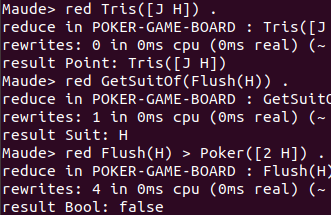 Maude> red Tris([J H]) .
reduce in POKER-GAME-BOARD : Tris([J
rewrites: 0 in 0ms cpu (0ms real) (~
result Point: Tris([J H])
Maude> red GetSuitOf(Flush(H)) .
reduce in POKER-GAME-BOARD : GetSuitO
rewrites: 1 in 0ms cpu (0ms real) (~
result Suit: H
Maude> red Flush(H) > Poker([2 H]) .
reduce in POKER-GAME-BOARD : Flush(H)
rewrites: 4 in 0ms cpu (0ms real) (~
result Bool: false